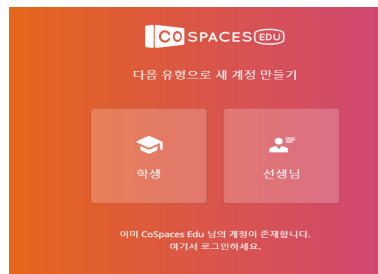 CO SPACES EDU
다음 유형으로 새 계정 만들기
학생
선생님
이미 CoSpaces Edu 님의 계정이 존재합니다.
여기서 로그인하세요.